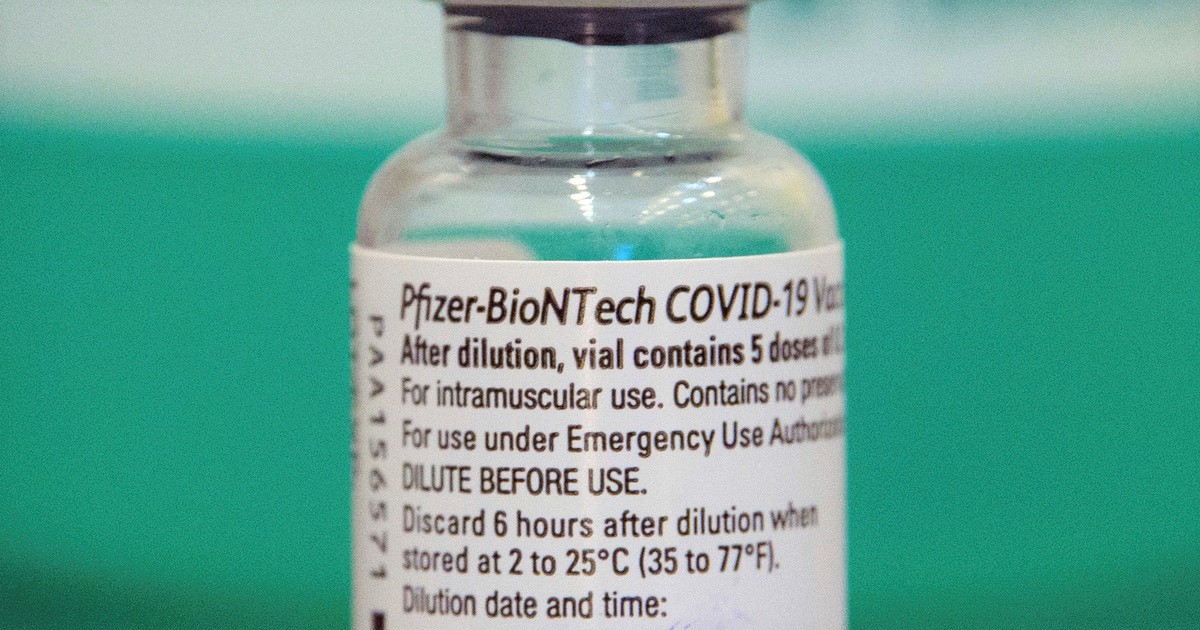 Pfizer-BioNTech COVID-19
After dilution, vial contains 5 doses of
For intramuscular use. Contains no
For use under Emergency Use
DILUTE BEFORE USE.
Discard 6 hours after dilution when
stored at 2 to 25°C (35 to 77°F).
Dilution date and time:
PAA156571